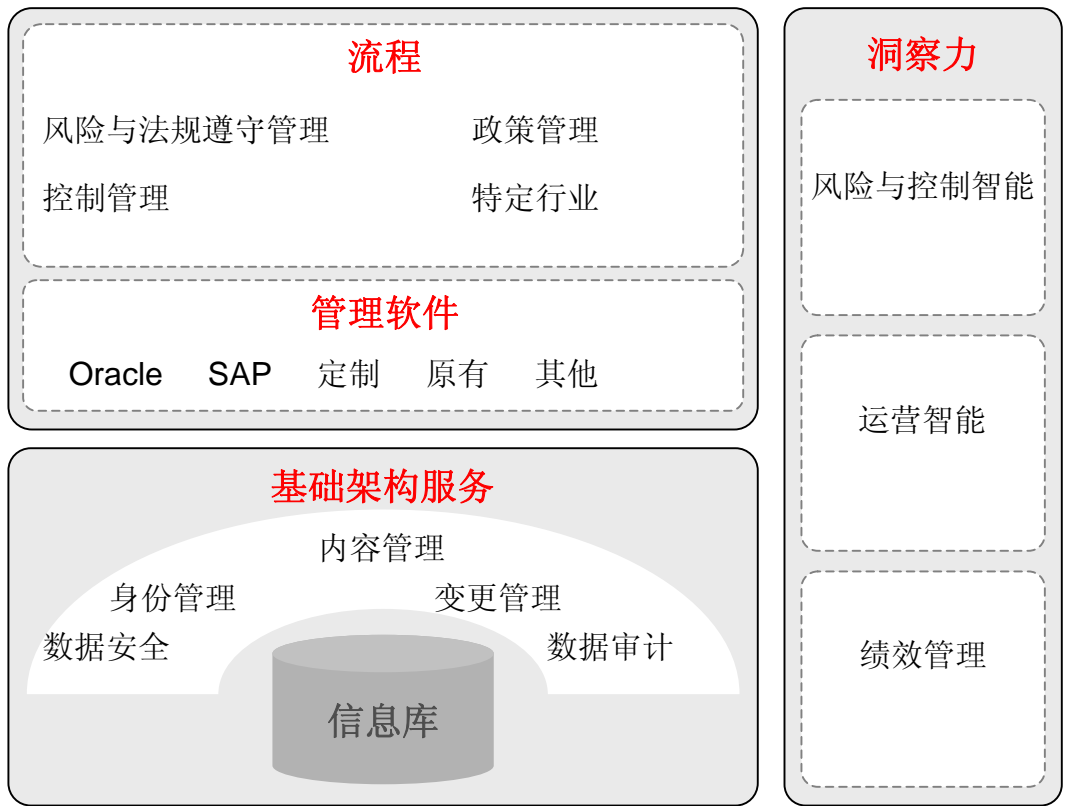 流程
风险与法规遵守管理 政策管理
控制管理 特定行业
管理软件
Oracle SAP 定制 原有 其他
基础架构服务
内容管理
身份管理 变更管理
数据安全 数据审计
信息库
洞察力
风险与控制智能
运营智能
绩效管理